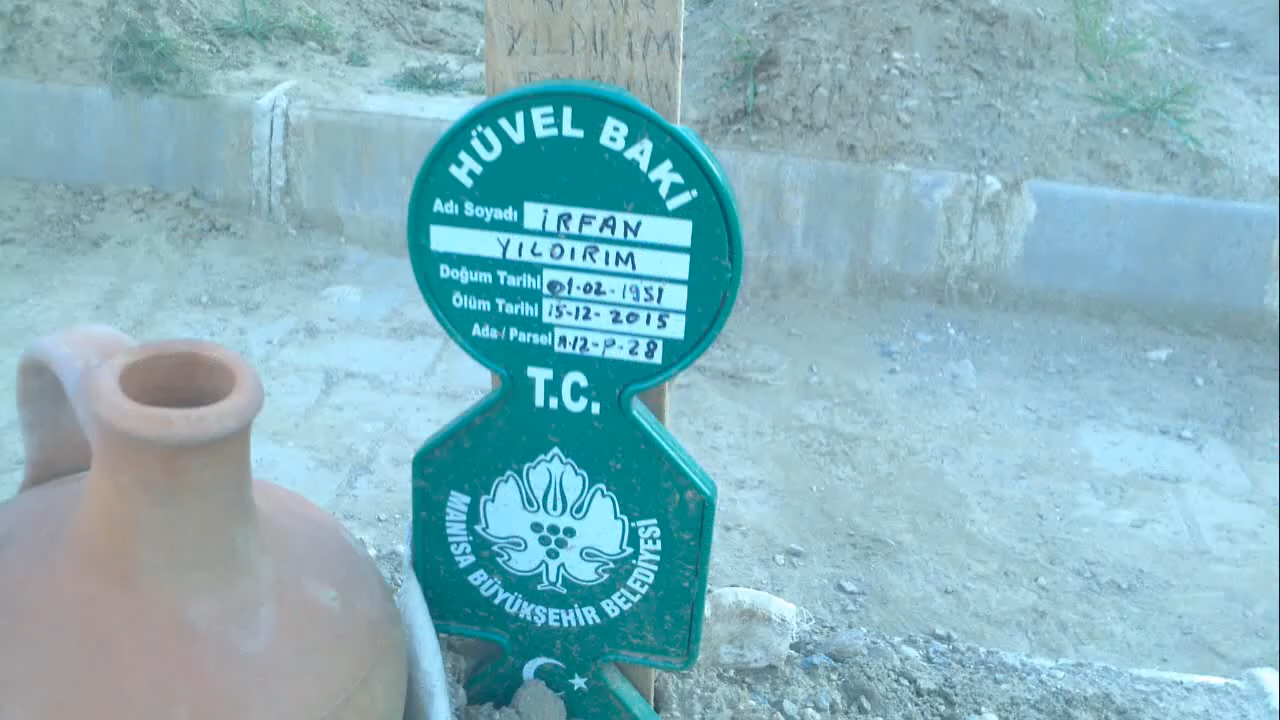 YILDIRIM
HÜVEL BAKİ
Adı Soyadı İRFAN
YILDIRIM
Doğum Tarihi 01-02-1951
Ölüm Tarihi 15-12-2015
Ada / Parsel A-12-P-28
T.C.
MANİSA BÜYÜKŞEHİR BELEDİYESİ